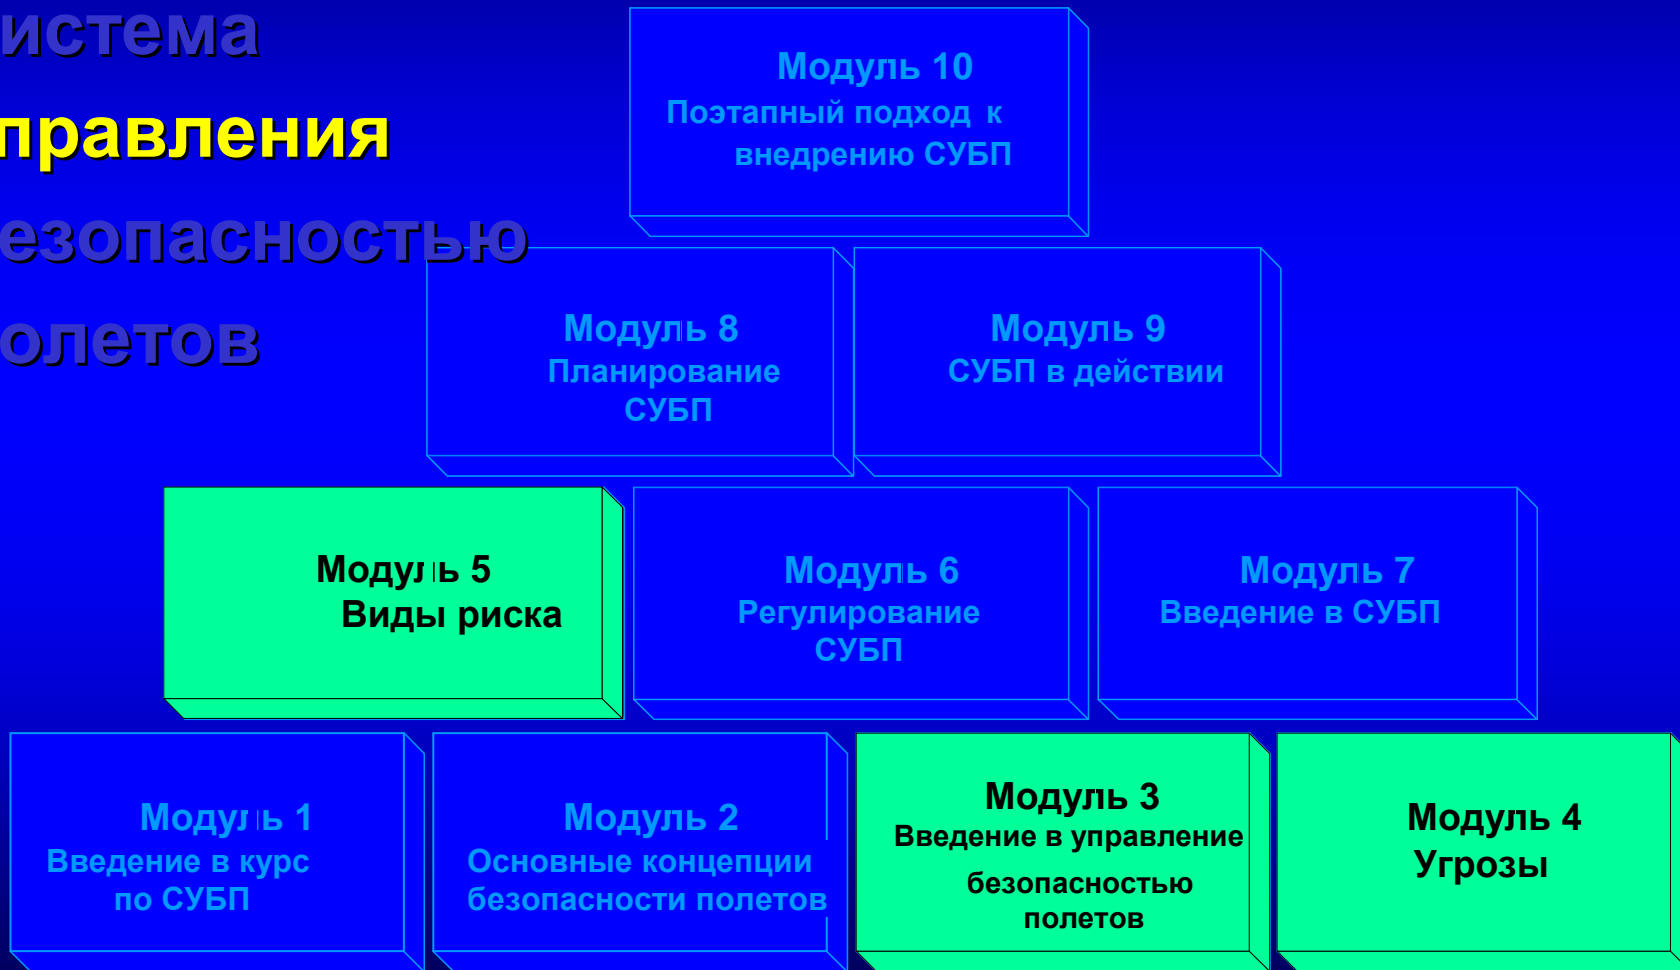 истема
правления
езопасностью
олетов
Модуль 10
Поэтапный подход к
внедрению СУБП
Модуль 8
Планирование
СУБП
Модуль 9
СУБП в действии
Модуль 5
Виды риска
Модуль 6
Регулирование
СУБП
Модуль 7
Введение в СУБП
Модуль 1
Введение в курс
по СУБП
Модуль 2
Основные концепции
безопасности полетов
Модуль 3
Введение в управление
безопасностью
полетов
Модуль 4
Угрозы